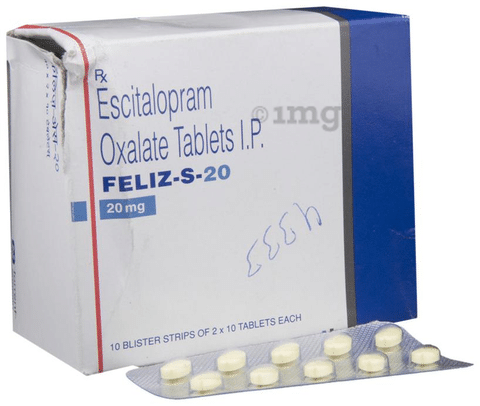 Rx
Escitalopram
Oxalate Tablets I.P.
FELIZ-S-20
20 mg
©1mg
10 BLISTER STRIPS OF 2 x 10 TABLETS EACH